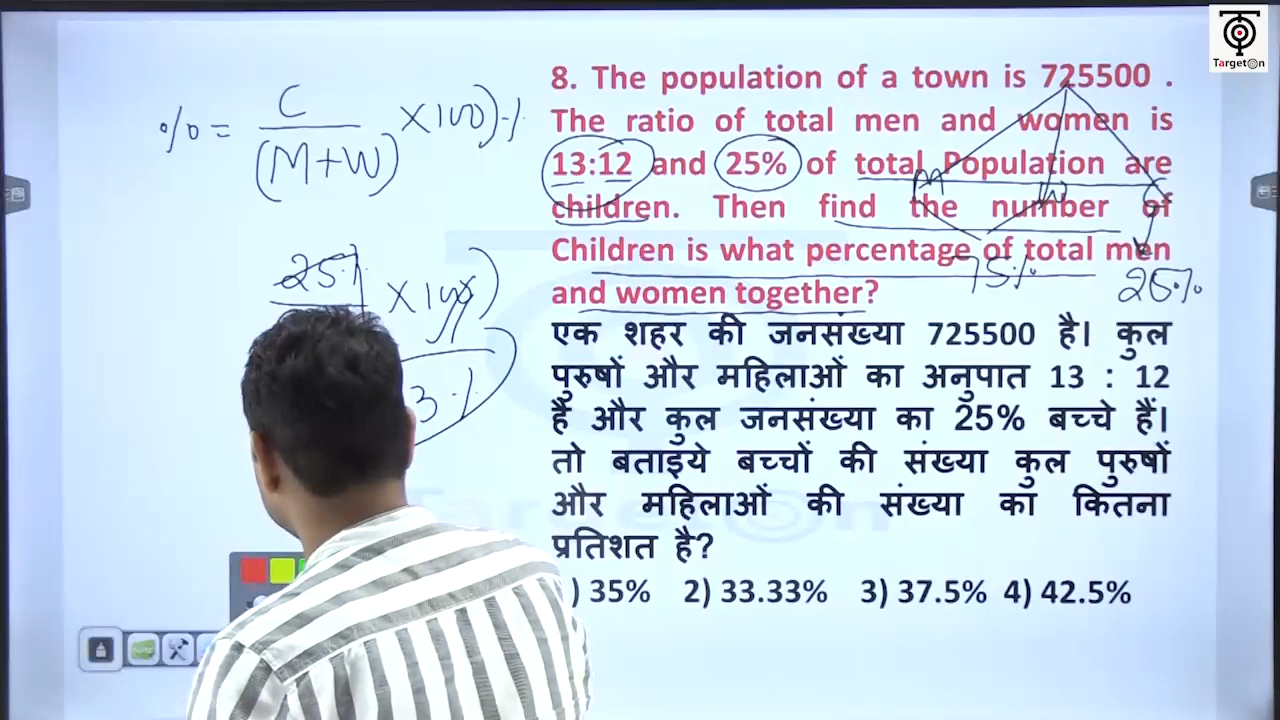 TargetOn
8. The population of a town is 725500 .
The ratio of total men and women is
13:12 and 25% of total Population are
children. Then find the number of
Children is what percentage of total men
and women together?
एक शहर की जनसंख्या 725500 है। कुल
पुरुषों और महिलाओं का अनुपात 13 : 12
है और कुल जनसंख्या का 25% बच्चे हैं।
तो बताइये बच्चों की संख्या कुल पुरुषों
और महिलाओं की संख्या का कितना
प्रतिशत है?
) 35% 2) 33.33% 3) 37.5% 4) 42.5%
% = C
(M+W) ×100)%
25% ×100)
3%
M W
75% 25%